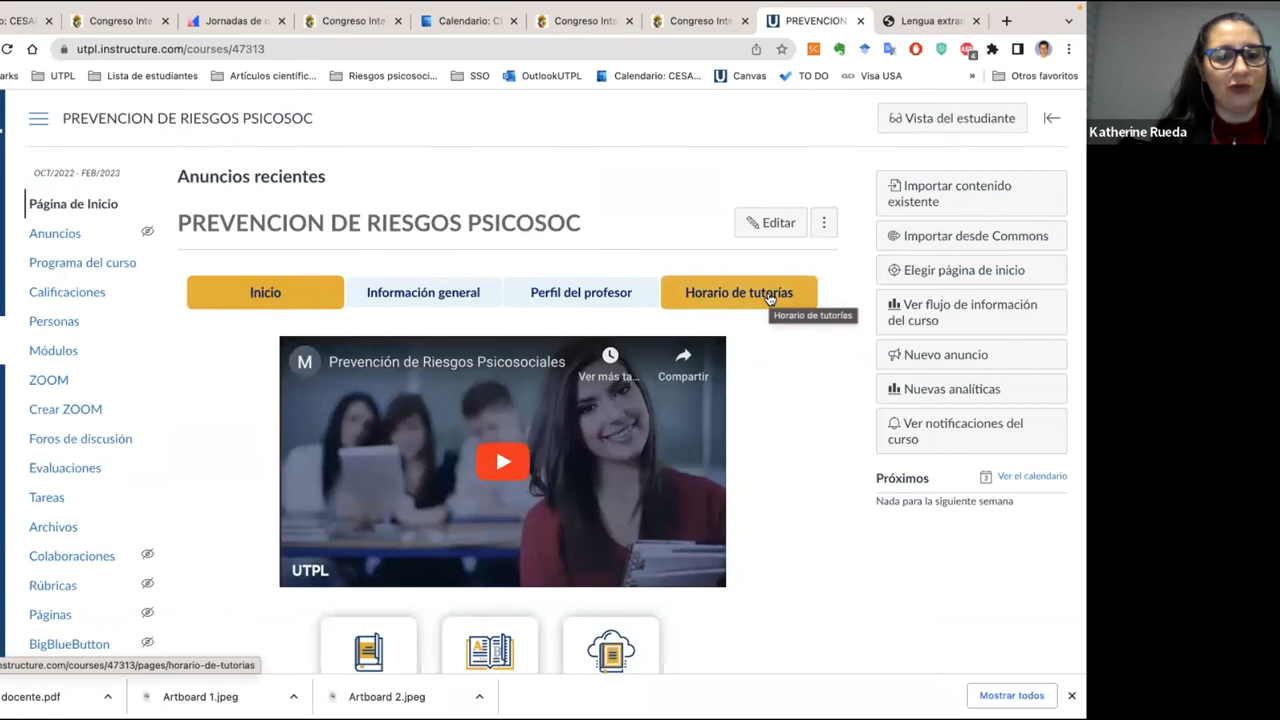 o: CESAI
Congreso Inte
Jornadas de o
Congreso Inte
Calendario: CE
Congreso Inte
Congreso Inte
PREVENCION
Lengua extran
utpl.instructure.com/courses/47313
4
arks
UTPL
Lista de estudiantes
Artículos científic...
Riesgos psicosoci...
SSO
OutlookUTPL
Calendario: CESA...
Canvas
TO DO
Visa USA
»
Otros favoritos
PREVENCION DE RIESGOS PSICOSOC
Vista del estudiante
Katherine Rueda
OCT/2022 - FEB/2023
Página de Inicio
Anuncios
Programa del curso
Calificaciones
Personas
Módulos
ZOOM
Crear ZOOM
Foros de discusión
Evaluaciones
Tareas
Archivos
Colaboraciones
Rúbricas
Páginas
BigBlueButton
Anuncios recientes
PREVENCION DE RIESGOS PSICOSOC
Editar
Inicio
Información general
Perfil del profesor
Horario de tutorías
Horario de tutorías
M
Prevención de Riesgos Psicosociales
Ver más ta...
Compartir
UTPL
Importar contenido
existente
Importar desde Commons
Elegir página de inicio
Ver flujo de información
del curso
Nuevo anuncio
Nuevas analíticas
Ver notificaciones del
curso
Próximos
3
Ver el calendario
Nada para la siguiente semana
nstructure.com/courses/47313/pages/horario-de-tutorias
docente.pdf
Artboard 1.jpeg
Artboard 2.jpeg
Mostrar todos